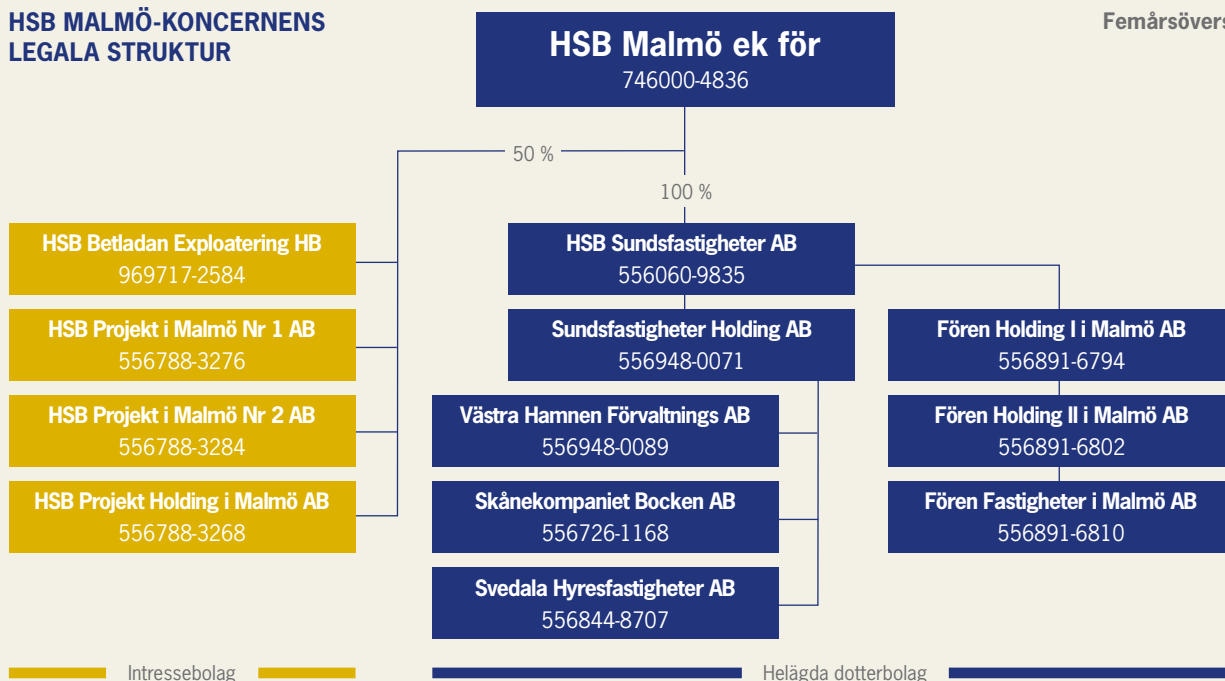 HSB MALMÖ-KONCERNENS
LEGALA STRUKTUR
HSB Malmö ek för
746000-4836
Femårsövers
50 %
100 %
HSB Betladan Exploatering HB
969717-2584
HSB Projekt i Malmö Nr 1 AB
556788-3276
HSB Projekt i Malmö Nr 2 AB
556788-3284
HSB Projekt Holding i Malmö AB
556788-3268
HSB Sundsfastigheter AB
556060-9835
Sundsfastigheter Holding AB
556948-0071
Västra Hamnen Förvaltnings AB
556948-0089
Skånekompaniet Bocken AB
556726-1168
Svedala Hyresfastigheter AB
556844-8707
Fören Holding I i Malmö AB
556891-6794
Fören Holding II i Malmö AB
556891-6802
Fören Fastigheter i Malmö AB
556891-6810
Intressebolag
Helägda dotterbolag